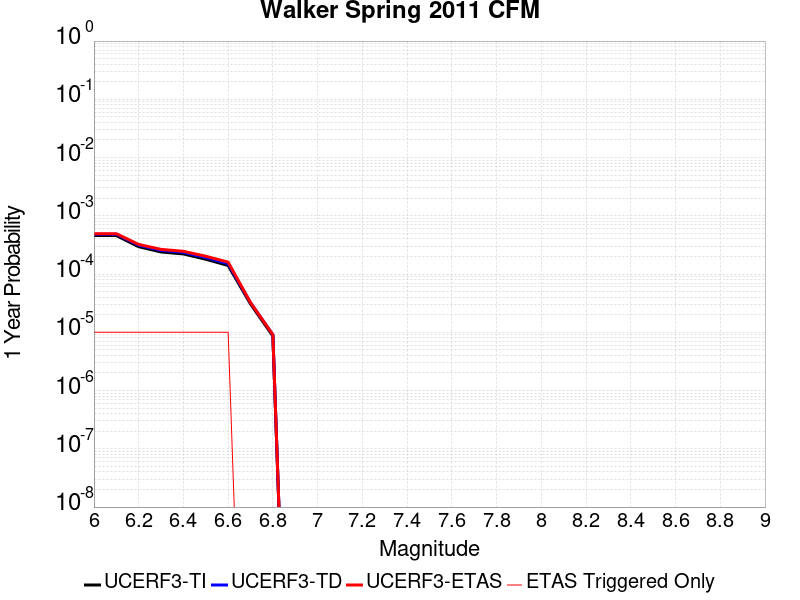 Walker Spring 2011 CFM
10^0
10^-1
10^-2
10^-3
10^-4
10^-5
10^-6
10^-7
10^-8
1 Year Probability
6 6.2 6.4 6.6 6.8 7 7.2 7.4 7.6 7.8 8 8.2 8.4 8.6 8.8 9
Magnitude
UCERF3-TI UCERF3-TD UCERF3-ETAS ETAS Triggered Only